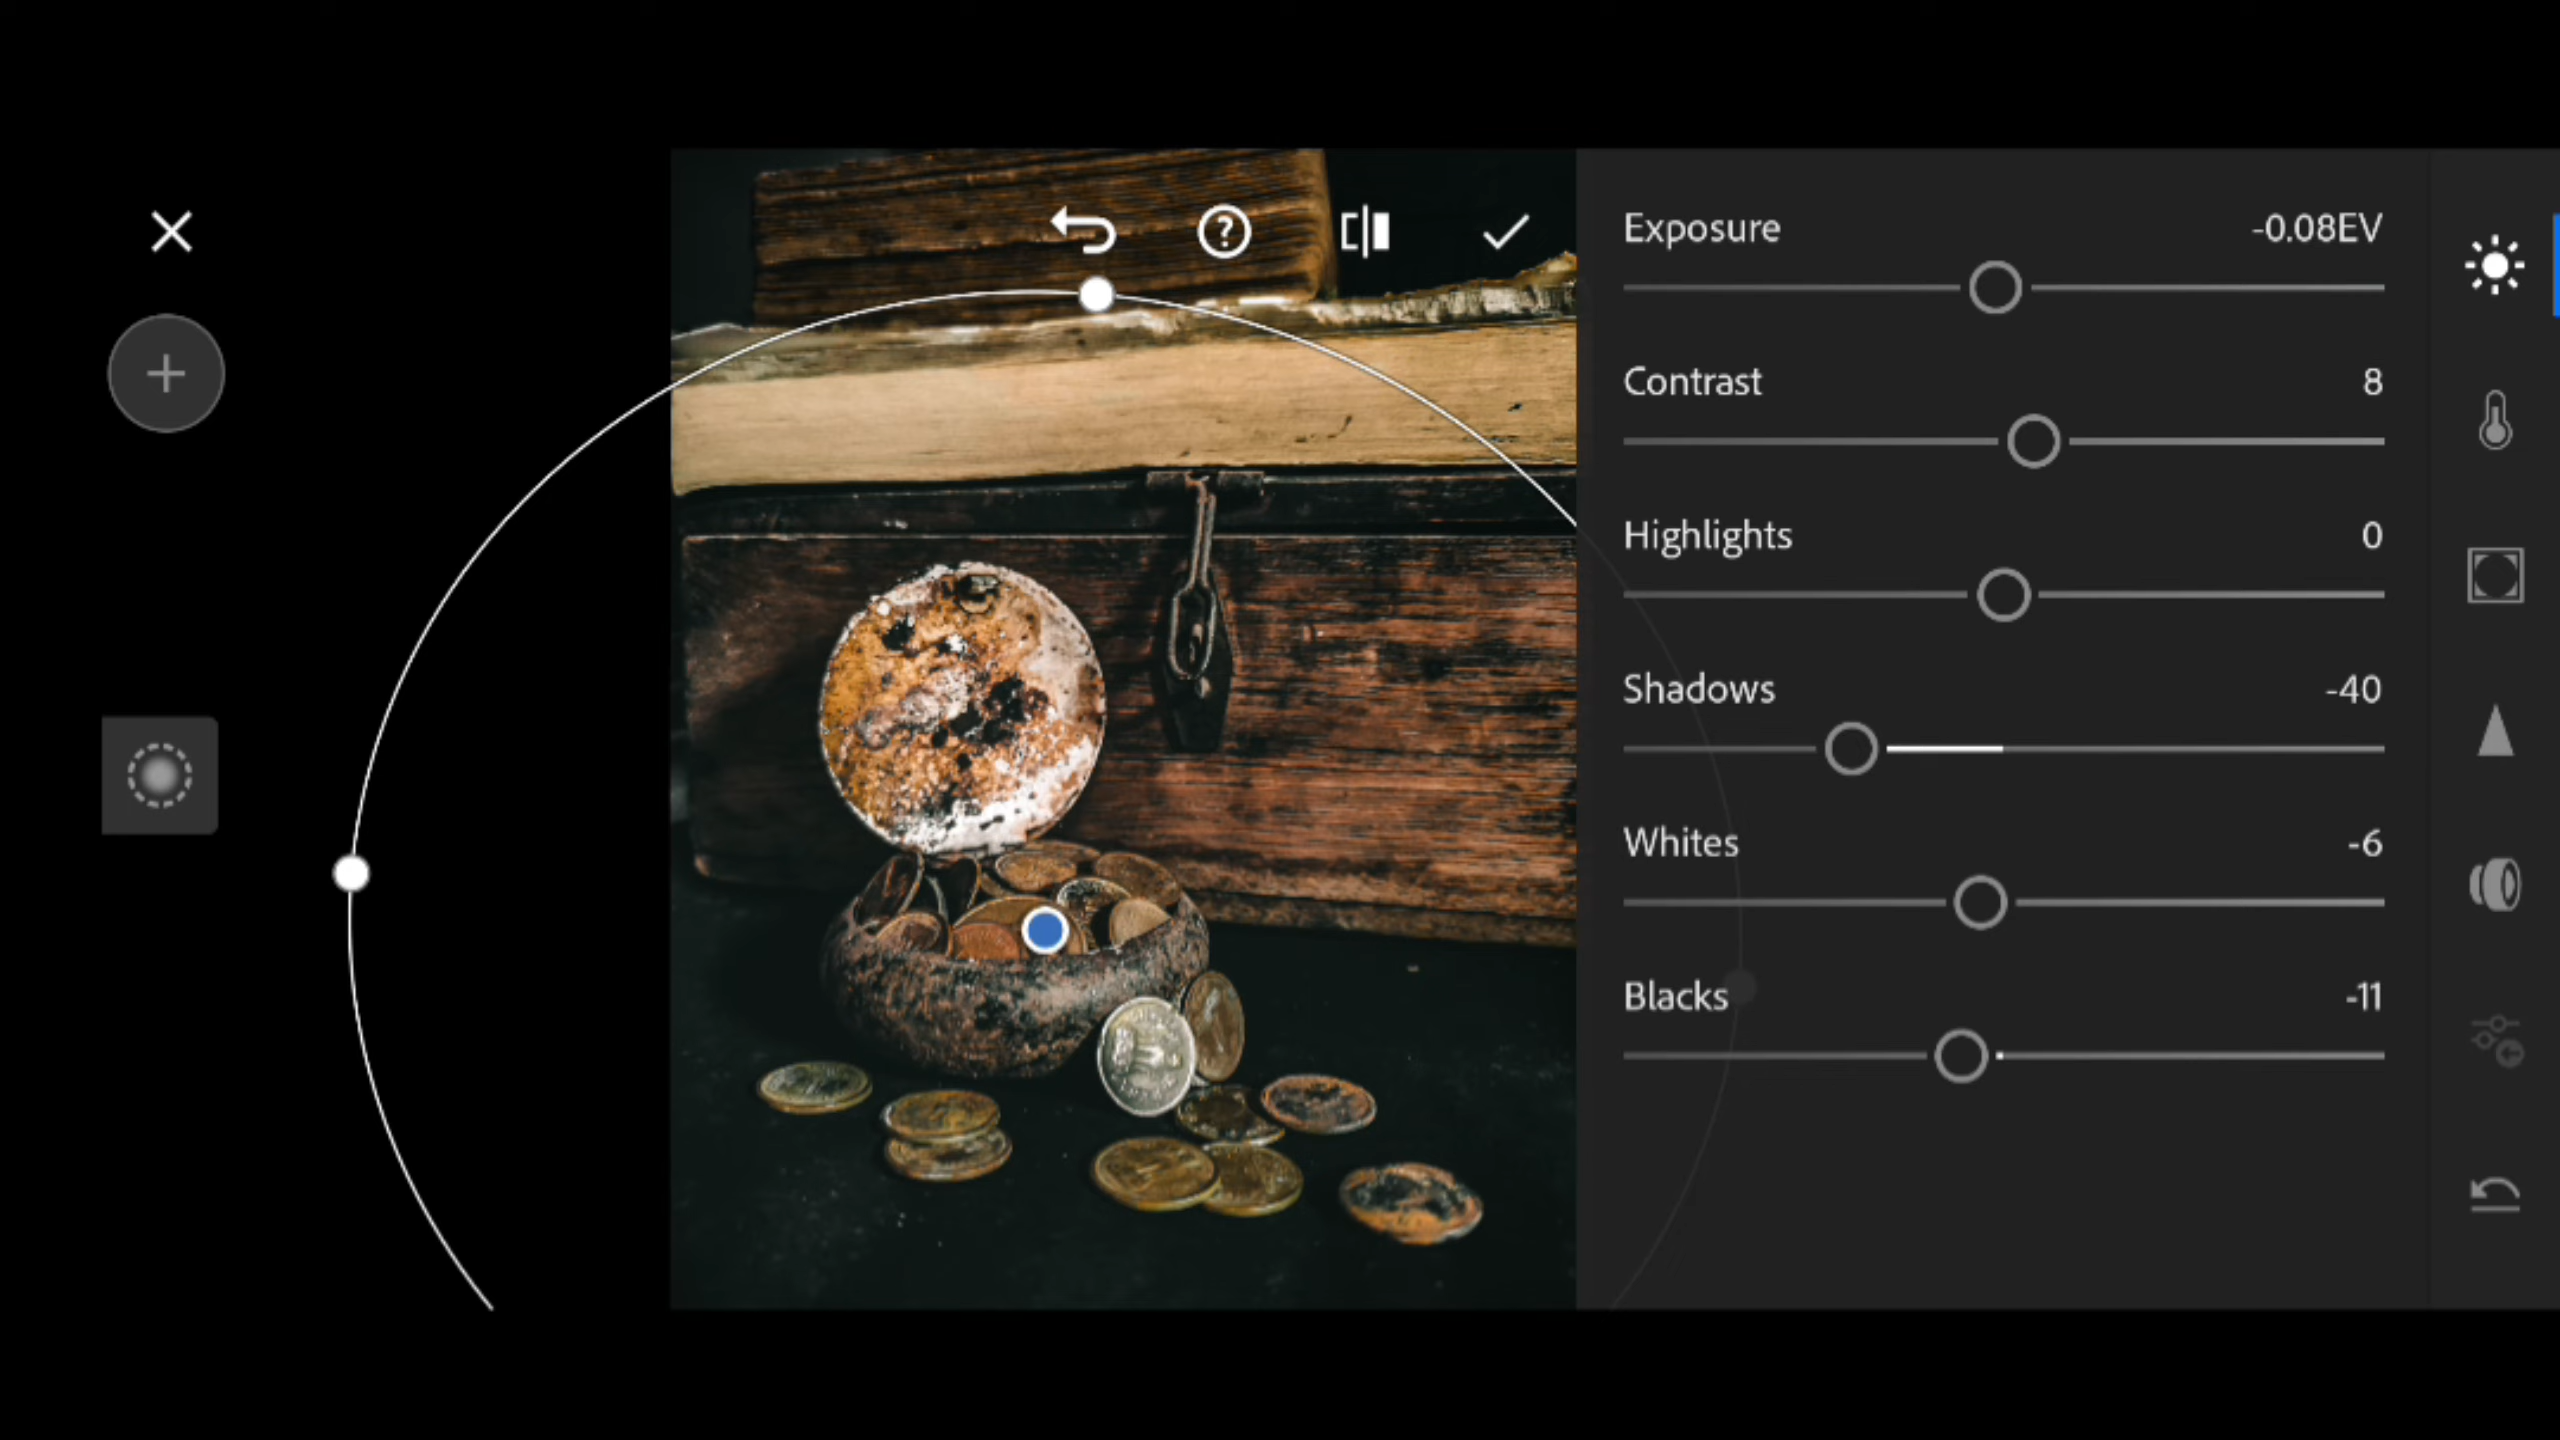 Exposure -0.08EV
Contrast 8
Highlights 0
Shadows -40
Whites -6
Blacks -11